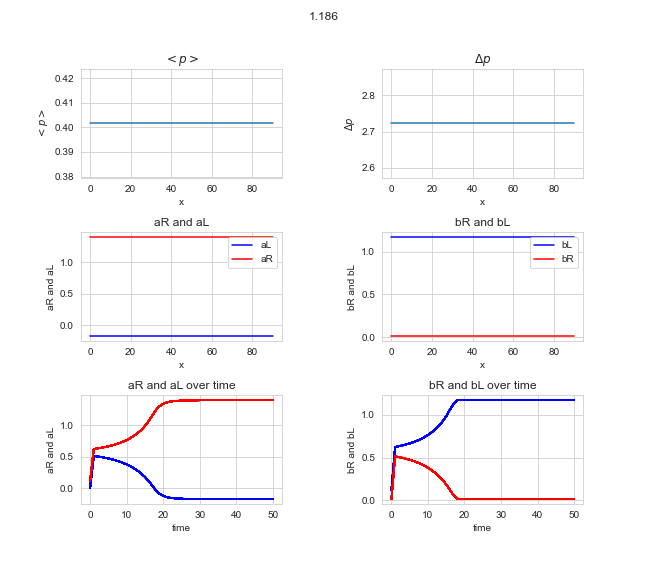 1.186
< p >
Δp
0.42
0.41
0.40
0.39
0.38
< p >
0 20 40 60 80
x
2.8
2.7
2.6
Δp
0 20 40 60 80
x
aR and aL
1.0
0.5
0.0
aR and aL
aL
aR
0 20 40 60 80
x
bR and bL
1.0
0.5
0.0
bR and bL
bL
bR
0 20 40 60 80
x
aR and aL over time
1.0
0.5
0.0
aR and aL
0 10 20 30 40 50
time
bR and bL over time
1.0
0.5
0.0
bR and bL
0 10 20 30 40 50
time